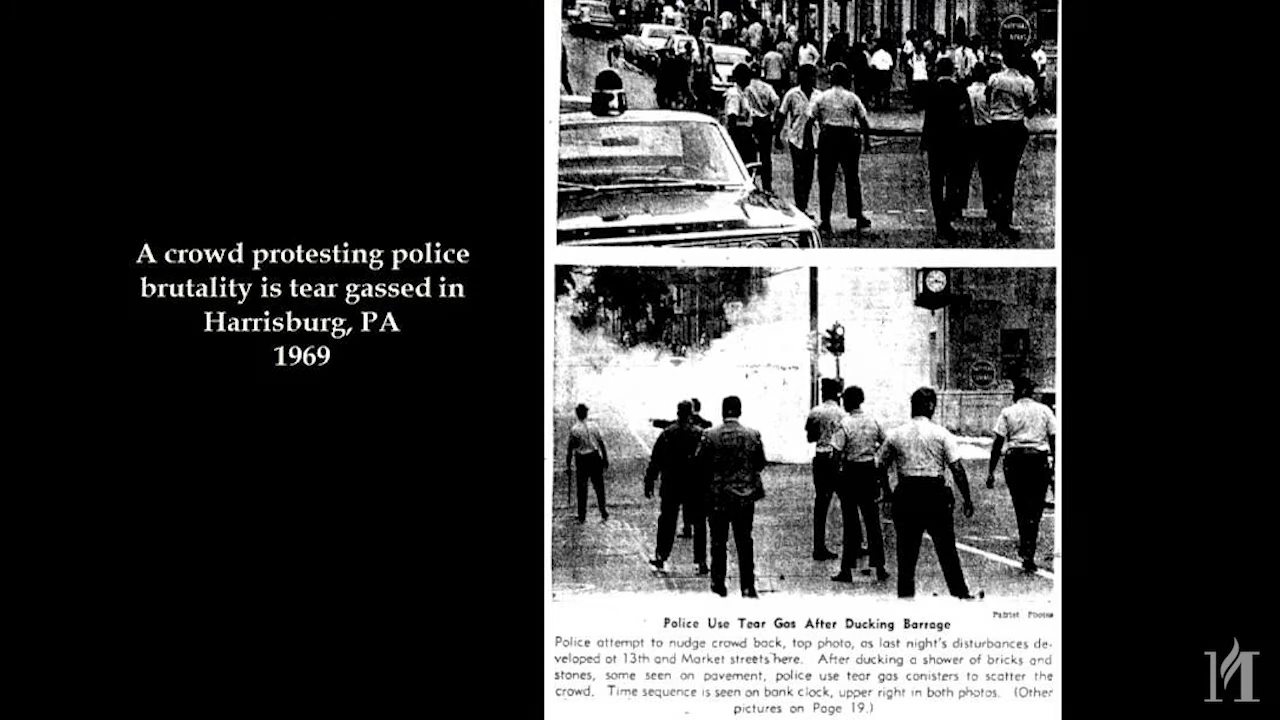 A crowd protesting police
brutality is tear gassed in
Harrisburg, PA
1969
Patriot Photos
Police Use Tear Gas After Ducking Barrage
Police attempt to nudge crowd back, top photo, as last night's disturbances de-
veloped at 13th and Market streets here. After ducking a shower of bricks and
stones, some seen on pavement, police use tear gas conisters to scatter the
crowd. Time sequence is seen on bank clock, upper right in both photos. (Other
pictures on Page 19.)